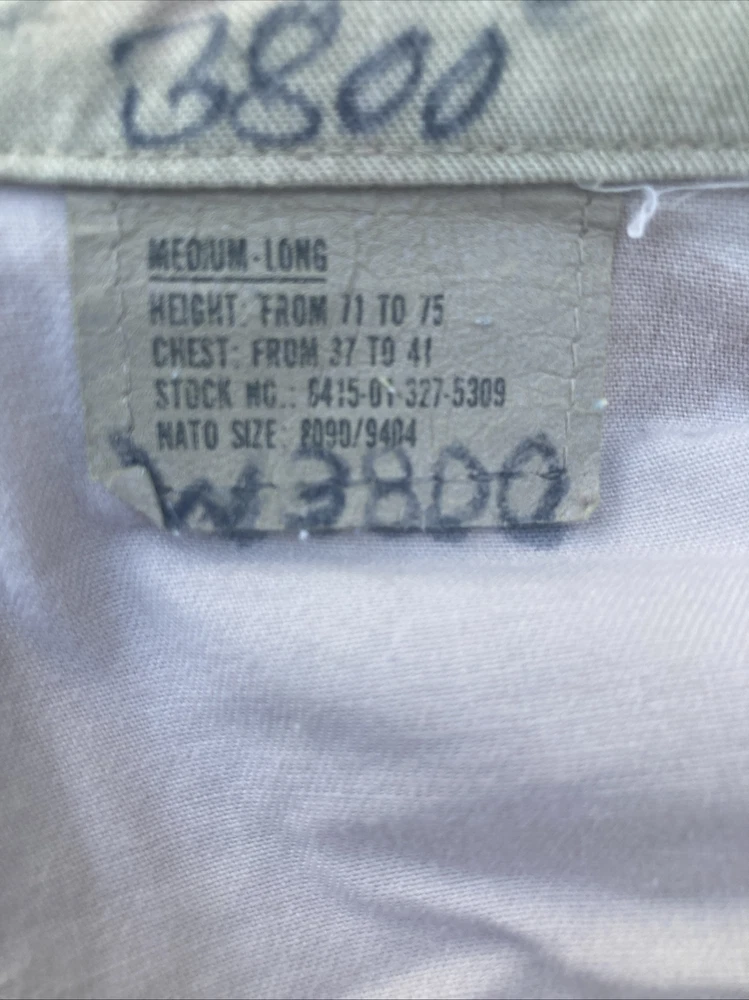 3800
MEDIUM-LONG
HEIGHT: FROM 71 TO 75
CHEST: FROM 37 TO 41
STOCK NO.: 8415-01-327-5309
NATO SIZE: 8090/9404
W3800